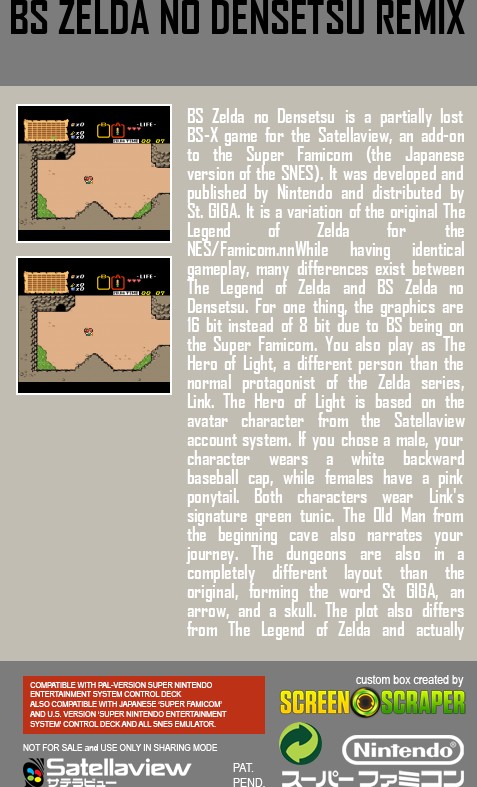 BS ZELDA NO DENSETSU REMIX
-LIFE-
00 07
-LIFE-
00 07
BS Zelda no Densetsu is a partially lost
BS-X game for the Satellaview, an add-on
to the Super Famicom (the Japanese
version of the SNES). It was developed and
published by Nintendo and distributed by
St. GIGA. It is a variation of the original The
Legend of Zelda for the
NES/Famicom.nnWhile having identical
gameplay, many differences exist between
The Legend of Zelda and BS Zelda no
Densetsu. For one thing, the graphics are
16 bit instead of 8 bit due to BS being on
the Super Famicom. You also play as The
Hero of Light, a different person than the
normal protagonist of the Zelda series,
Link. The Hero of Light is based on the
avatar character from the Satellaview
account system. If you chose a male, your
character wears a white backward
baseball cap, while females have a pink
ponytail. Both characters wear Link's
signature green tunic. The Old Man from
the beginning cave also narrates your
journey. The dungeons are also in a
completely different layout than the
original, forming the word St GIGA, an
arrow, and a skull. The plot also differs
from The Legend of Zelda and actually
COMPATIBLE WITH PAL-VERSION SUPER NINTENDO
ENTERTAINMENT SYSTEM CONTROL DECK
ALSO COMPATIBLE WITH JAPANESE 'SUPER FAMICOM'
AND U.S. VERSION 'SUPER NINTENDO ENTERTAINMENT
SYSTEM' CONTROL DECK AND ALL SNES EMULATOR.
NOT FOR SALE and USE ONLY IN SHARING MODE
Satellaview
サテラビュー
PAT.
PEND.
custom box created by
SCREEN SCRAPER
Nintendo
スーパーファミコン